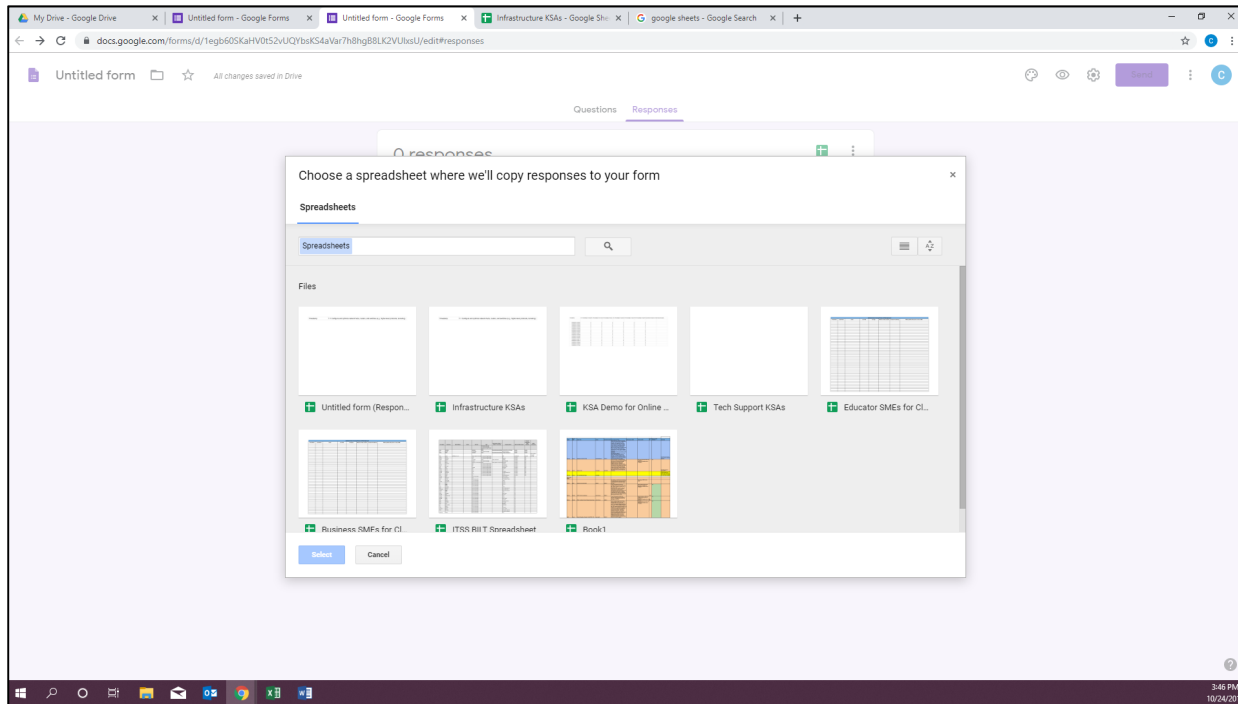 My Drive - Google Drive
Untitled form - Google Forms
Untitled form - Google Forms
Infrastructure KSAs - Google She
G google sheets - Google Search
docs.google.com/forms/d/1egb60SKaHV0t52vUQYbsKS4aVar7h8hgB8LK2VUlxsU/edit#responses
C
Untitled form
All changes saved in Drive
Send
C
Questions Responses
0 responses
Choose a spreadsheet where we'll copy responses to your form
Spreadsheets
Spreadsheets
AZ
Files
Untitled form (Respon...
Infrastructure KSAs
KSA Demo for Online ...
Tech Support KSAs
Educator SMEs for Cl...
Business SMEs for Cl...
ITSS BILT Spreadsheet
Book1
Select
Cancel
3:46 PM
10/24/201